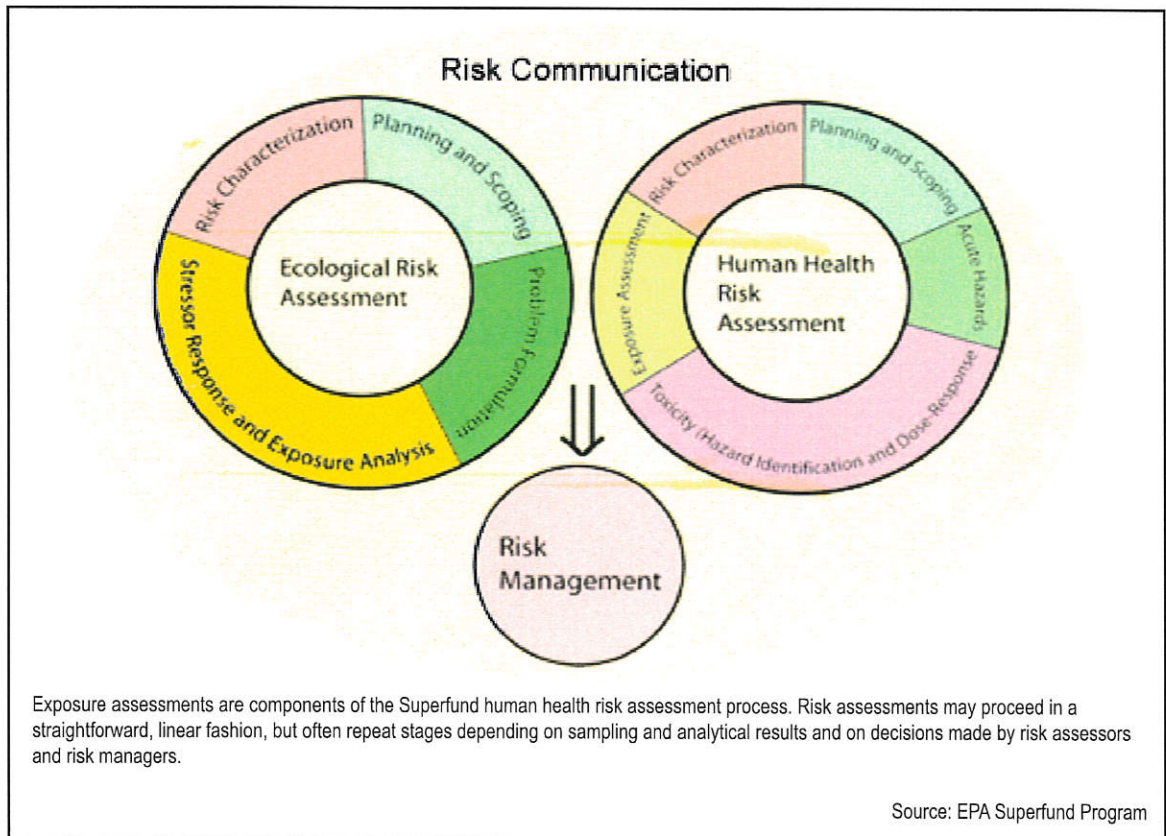 Risk Communication
Risk Characterization
Planning and Scoping
Problem Formulation
Stressor Response and Exposure Analysis
Ecological Risk
Assessment
Risk Characterization
Planning and Scoping
Acute Hazards
Toxicity (Hazard Identification and Dose-Response
Exposure Assessment
Human Health
Risk
Assessment
Risk
Management
Exposure assessments are components of the Superfund human health risk assessment process. Risk assessments may proceed in a
straightforward, linear fashion, but often repeat stages depending on sampling and analytical results and on decisions made by risk assessors
and risk managers.
Source: EPA Superfund Program